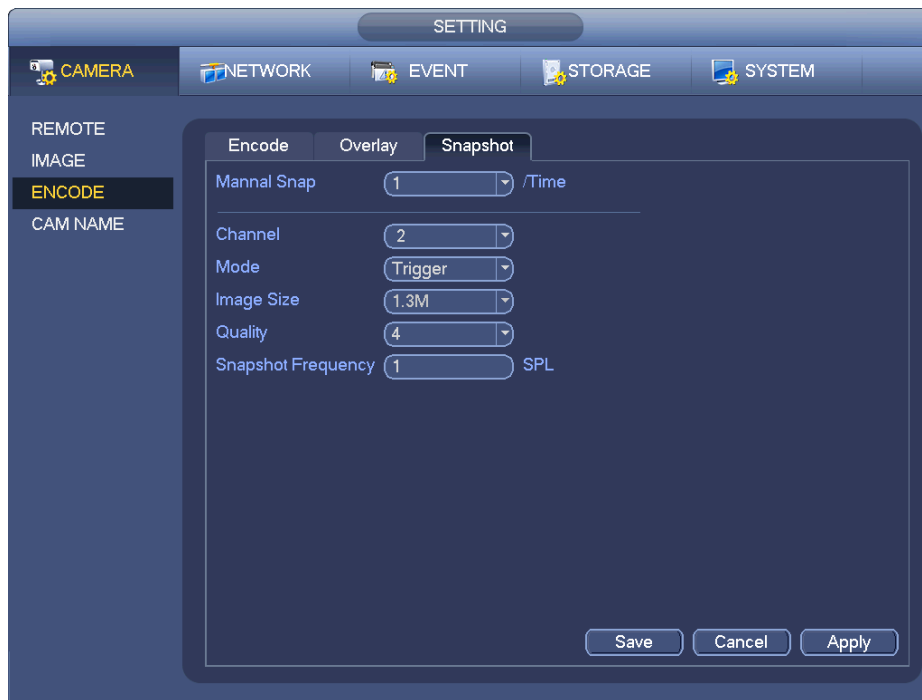 SETTING
CAMERA NETWORK EVENT STORAGE SYSTEM
REMOTE
IMAGE
ENCODE
CAM NAME
Encode Overlay Snapshot
Mannal Snap 1 /Time
Channel 2
Mode Trigger
Image Size 1.3M
Quality 4
Snapshot Frequency 1 SPL
Save Cancel Apply